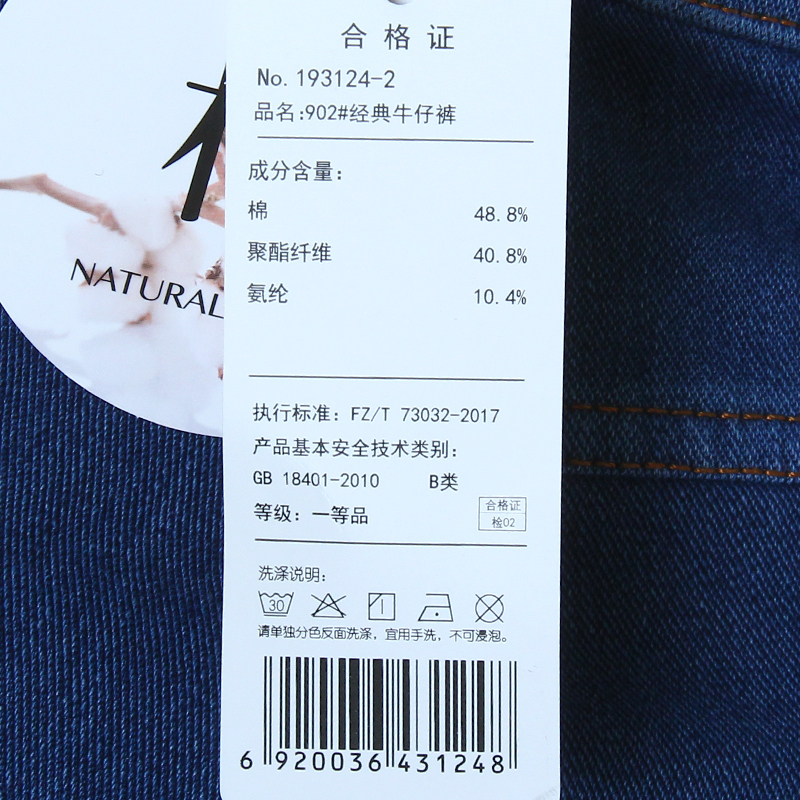 合格证
No. 193124-2
品名:902#经典牛仔裤
成分含量:
棉 48.8%
聚酯纤维 40.8%
氨纶 10.4%
执行标准: FZ/T 73032-2017
产品基本安全技术类别:
GB 18401-2010 B类
等级: 一等品
合格证
检02
洗涤说明:
30
请单独分色反面洗涤, 宜用手洗, 不可浸泡。
6 920036 431248
NATURAL